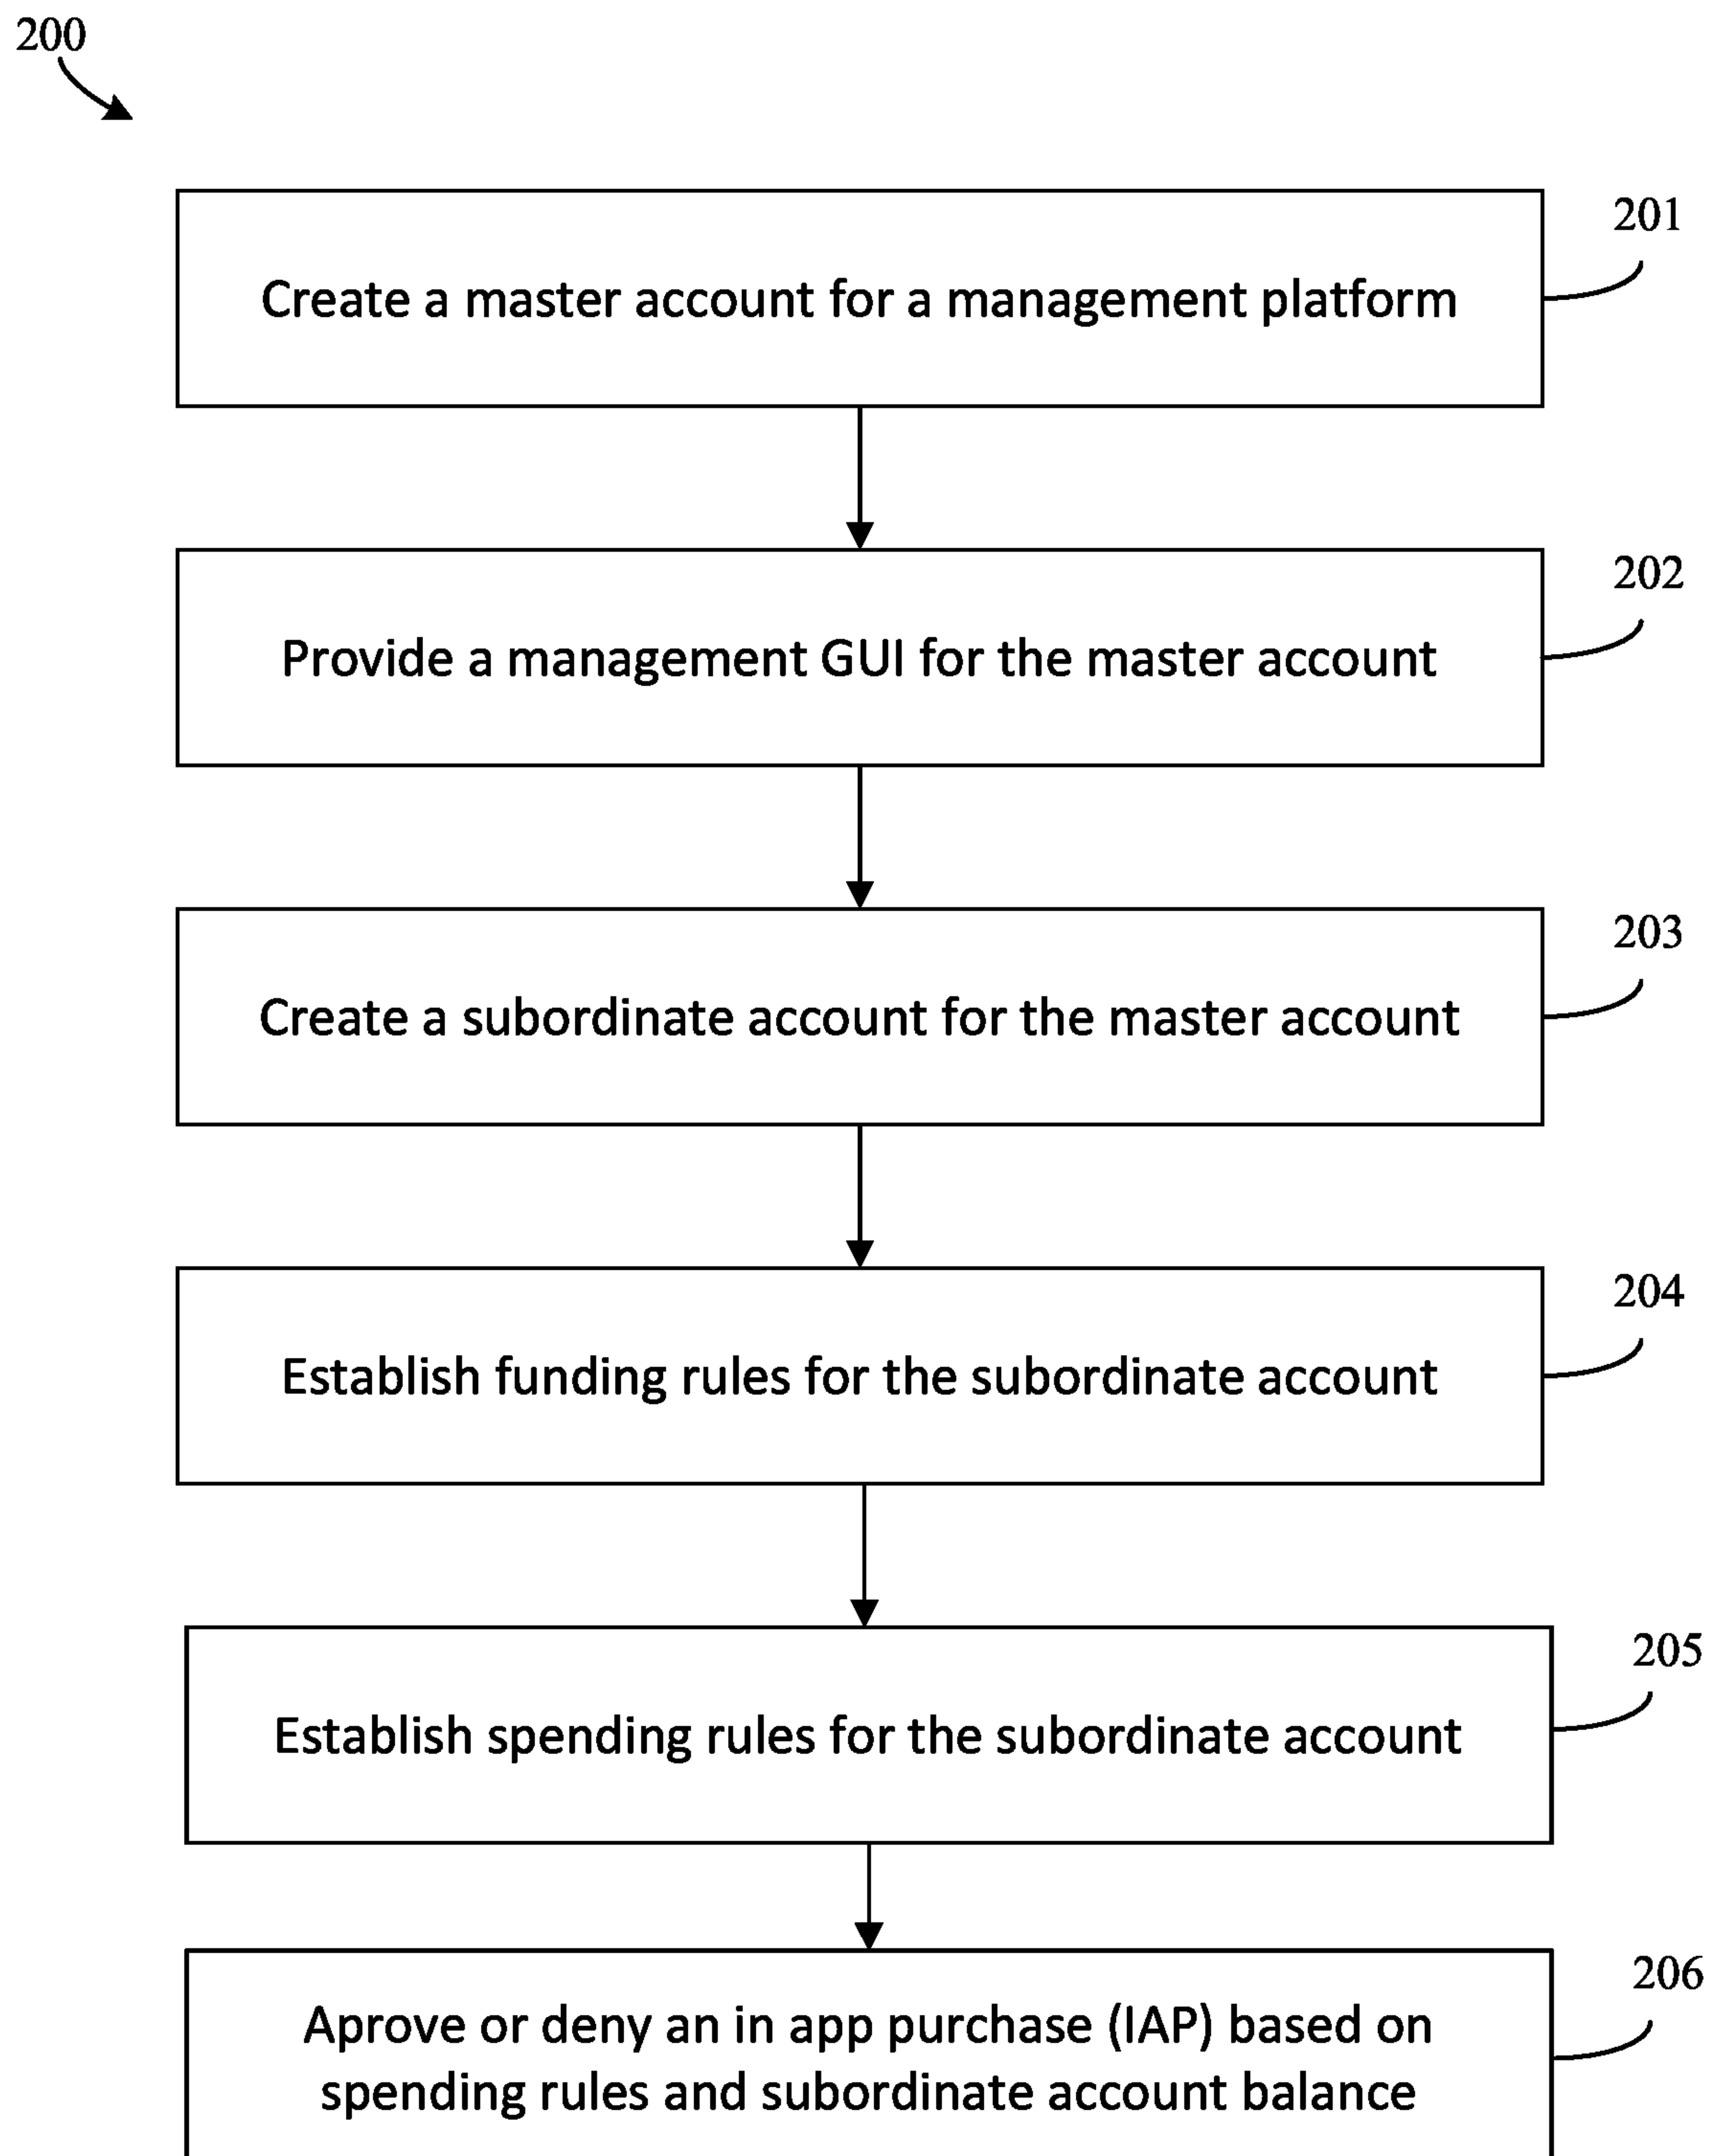 200
201
Create a master account for a management platform
202
Provide a management GUI for the master account
203
Create a subordinate account for the master account
204
Establish funding rules for the subordinate account
205
Establish spending rules for the subordinate account
206
Aprove or deny an in app purchase (IAP) based on
spending rules and subordinate account balance